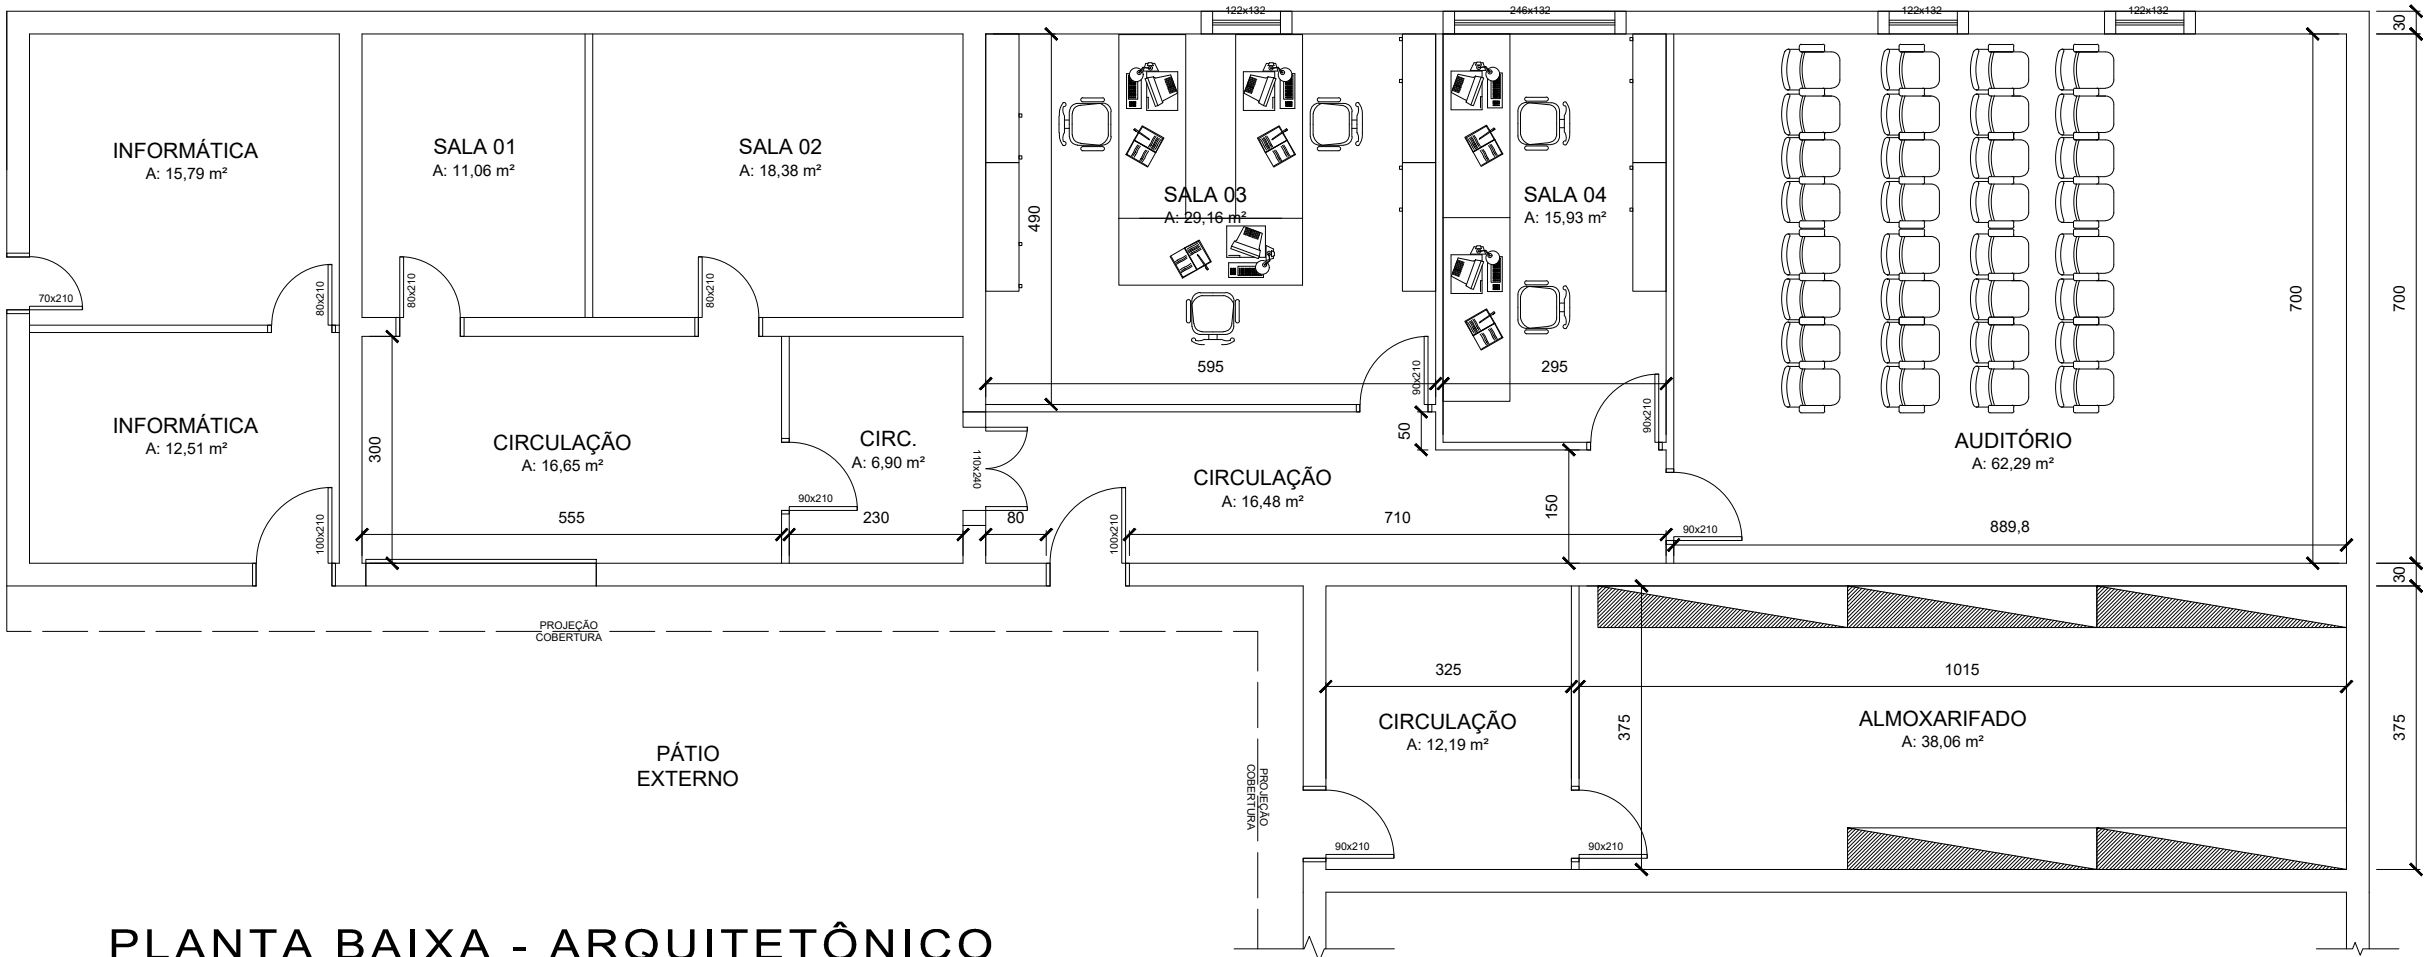 122x132
246x132
122x132
122x132
30
INFORMÁTICA
A: 15,79 m²
SALA 01
A: 11,06 m²
SALA 02
A: 18,38 m²
SALA 03
A: 29,16 m²
SALA 04
A: 15,93 m²
490
700
700
70x210
80x210
80x210
80x210
595
90x210
295
90x210
50
INFORMÁTICA
A: 12,51 m²
300
CIRCULAÇÃO
A: 16,65 m²
CIRC.
A: 6,90 m²
110x240
CIRCULAÇÃO
A: 16,48 m²
AUDITÓRIO
A: 62,29 m²
90x210
150
100x210
555
230
80
100x210
710
90x210
889,8
30
PROJEÇÃO
COBERTURA
325
1015
CIRCULAÇÃO
A: 12,19 m²
375
ALMOXARIFADO
A: 38,06 m²
375
PÁTIO
EXTERNO
PROJEÇÃO
COBERTURA
90x210
90x210
PLANTA BAIXA - ARQUITETÔNICO